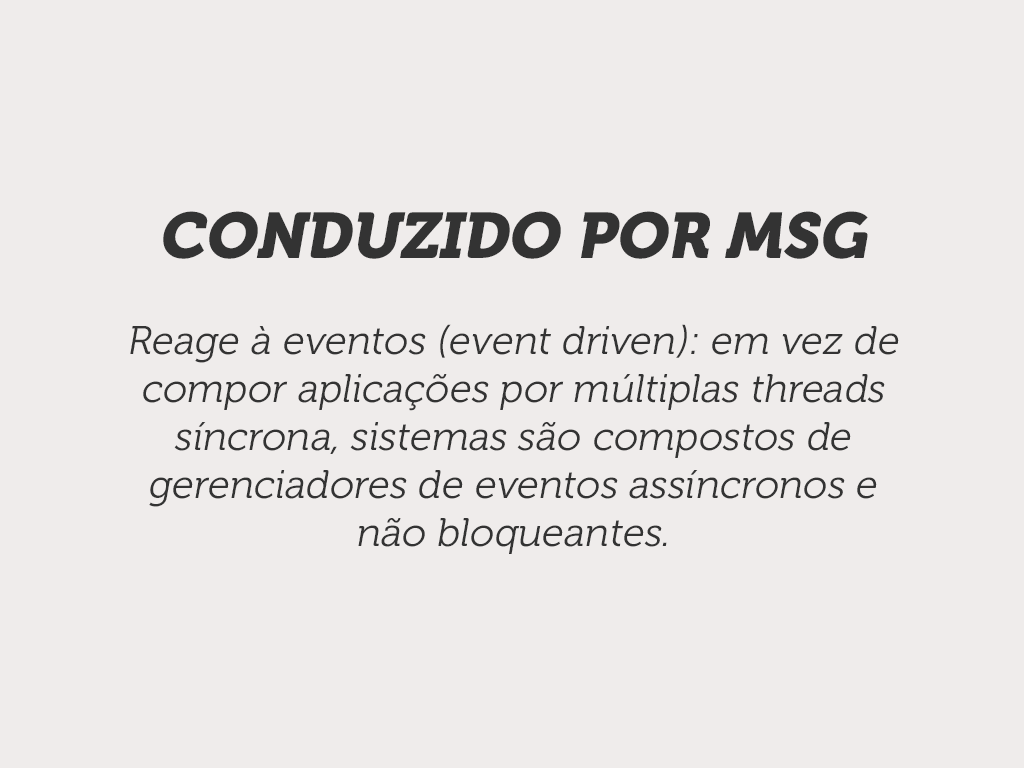 CONDUZIDO POR MSG
Reage à eventos (event driven): em vez de
compor aplicações por múltiplas threads
síncrona, sistemas são compostos de
gerenciadores de eventos assíncronos e
não bloqueantes.